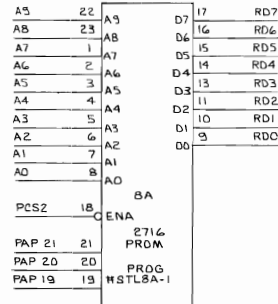 A9 22 A9 D7 17 RD7
A8 23 A8 D6 16 RD6
A7 1 A7 D5 15 RD5
A6 2 A6 D4 14 RD4
A5 3 A5 D3 13 RD3
A4 4 A4 D2 11 RD2
A3 5 A3 D1 10 RD1
A2 6 A2 D0 9 RD0
A1 7 A1
A0 8 A0
8A
PCS2 18 ENA
2716
PAP 21 21 PROM
PAP 20 20 PROG
PAP 19 19 #STL8A-1